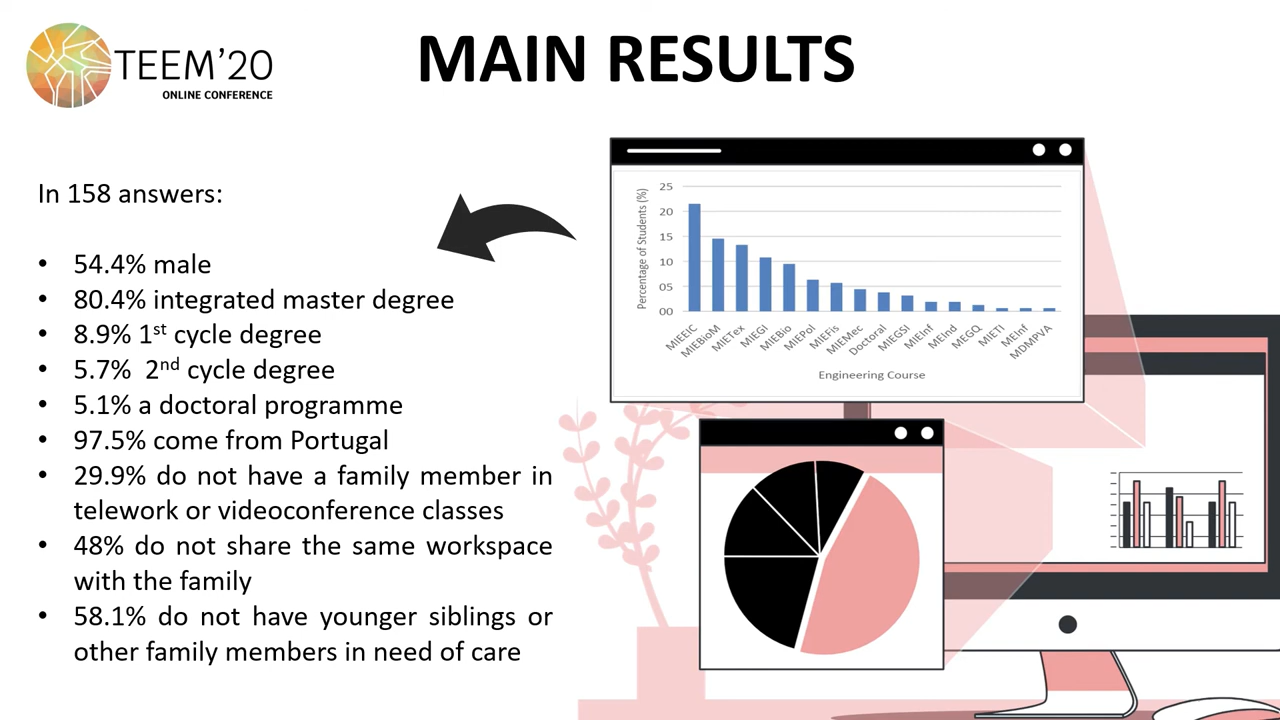 TEEM'20
ONLINE CONFERENCE
MAIN RESULTS
In 158 answers:
• 54.4% male
• 80.4% integrated master degree
• 8.9% 1st cycle degree
• 5.7% 2nd cycle degree
• 5.1% a doctoral programme
• 97.5% come from Portugal
• 29.9% do not have a family member in
telework or videoconference classes
• 48% do not share the same workspace
with the family
• 58.1% do not have younger siblings or
other family members in need of care
Percentage of Students (%)
25
20
15
10
05
00
MIEEIC
MIEBioM
MIETex
MIEGI
MIEBio
MIEPol
MIEFis
MIEMec
Doctoral
MIEGSI
MIEInf
MEInd
MEGQ
MIETI
MEInf
MDMPVA
Engineering Course